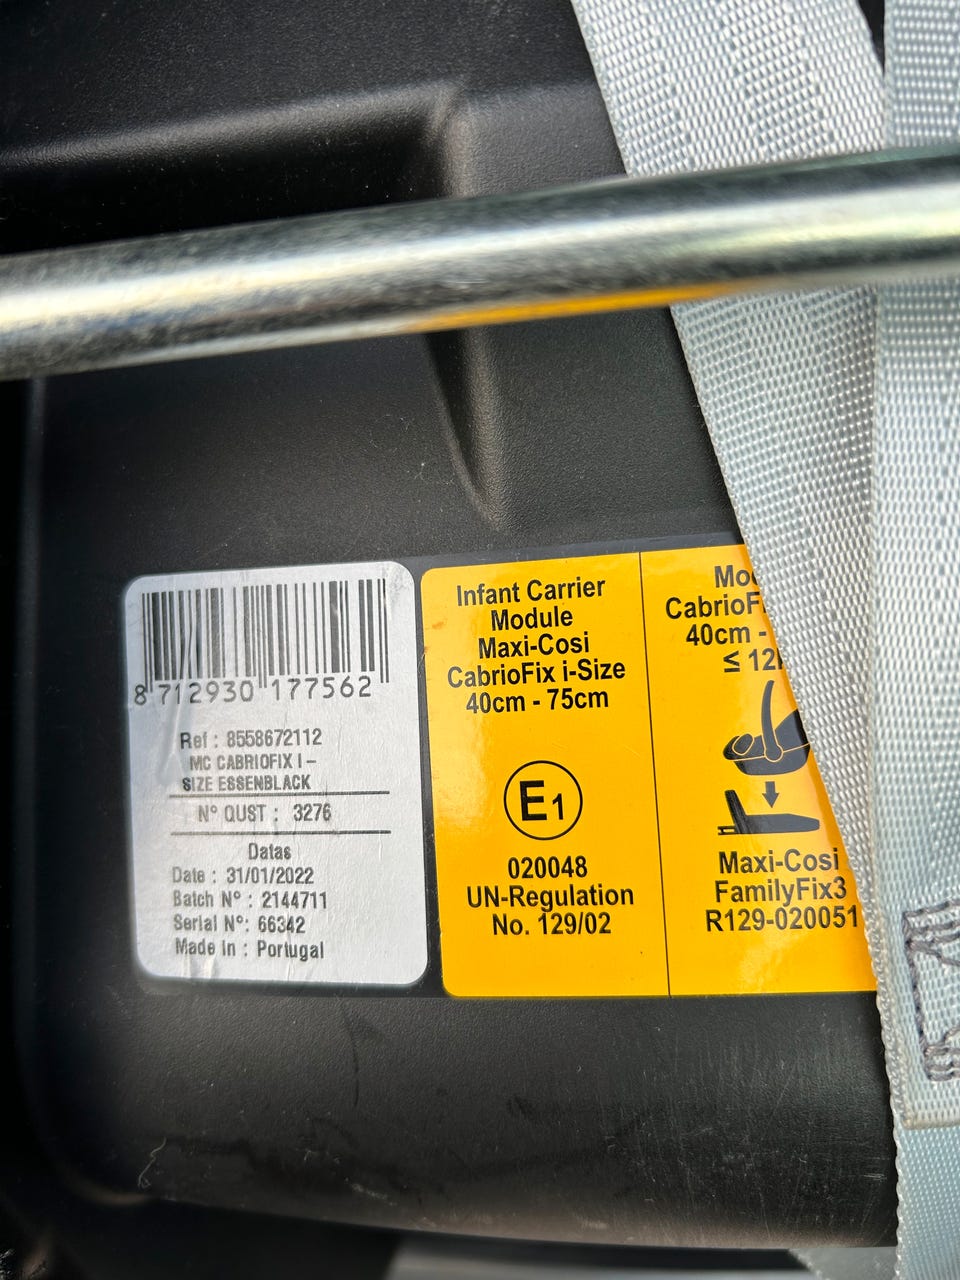 8 712930 177562
Ref : 8558672112
MC CABRIOFIX I -
SIZE ESSENBLACK
N° QUST : 3276
Datas
Date : 31/01/2022
Batch N° : 2144711
Serial N°: 66342
Made In : Portugal
Infant Carrier
Module
Maxi-Cosi
CabrioFix i-Size
40cm - 75cm
E1
020048
UN-Regulation
No. 129/02
40cm -
≤ 12
Maxi-Cosi
FamilyFix3
R129-020051